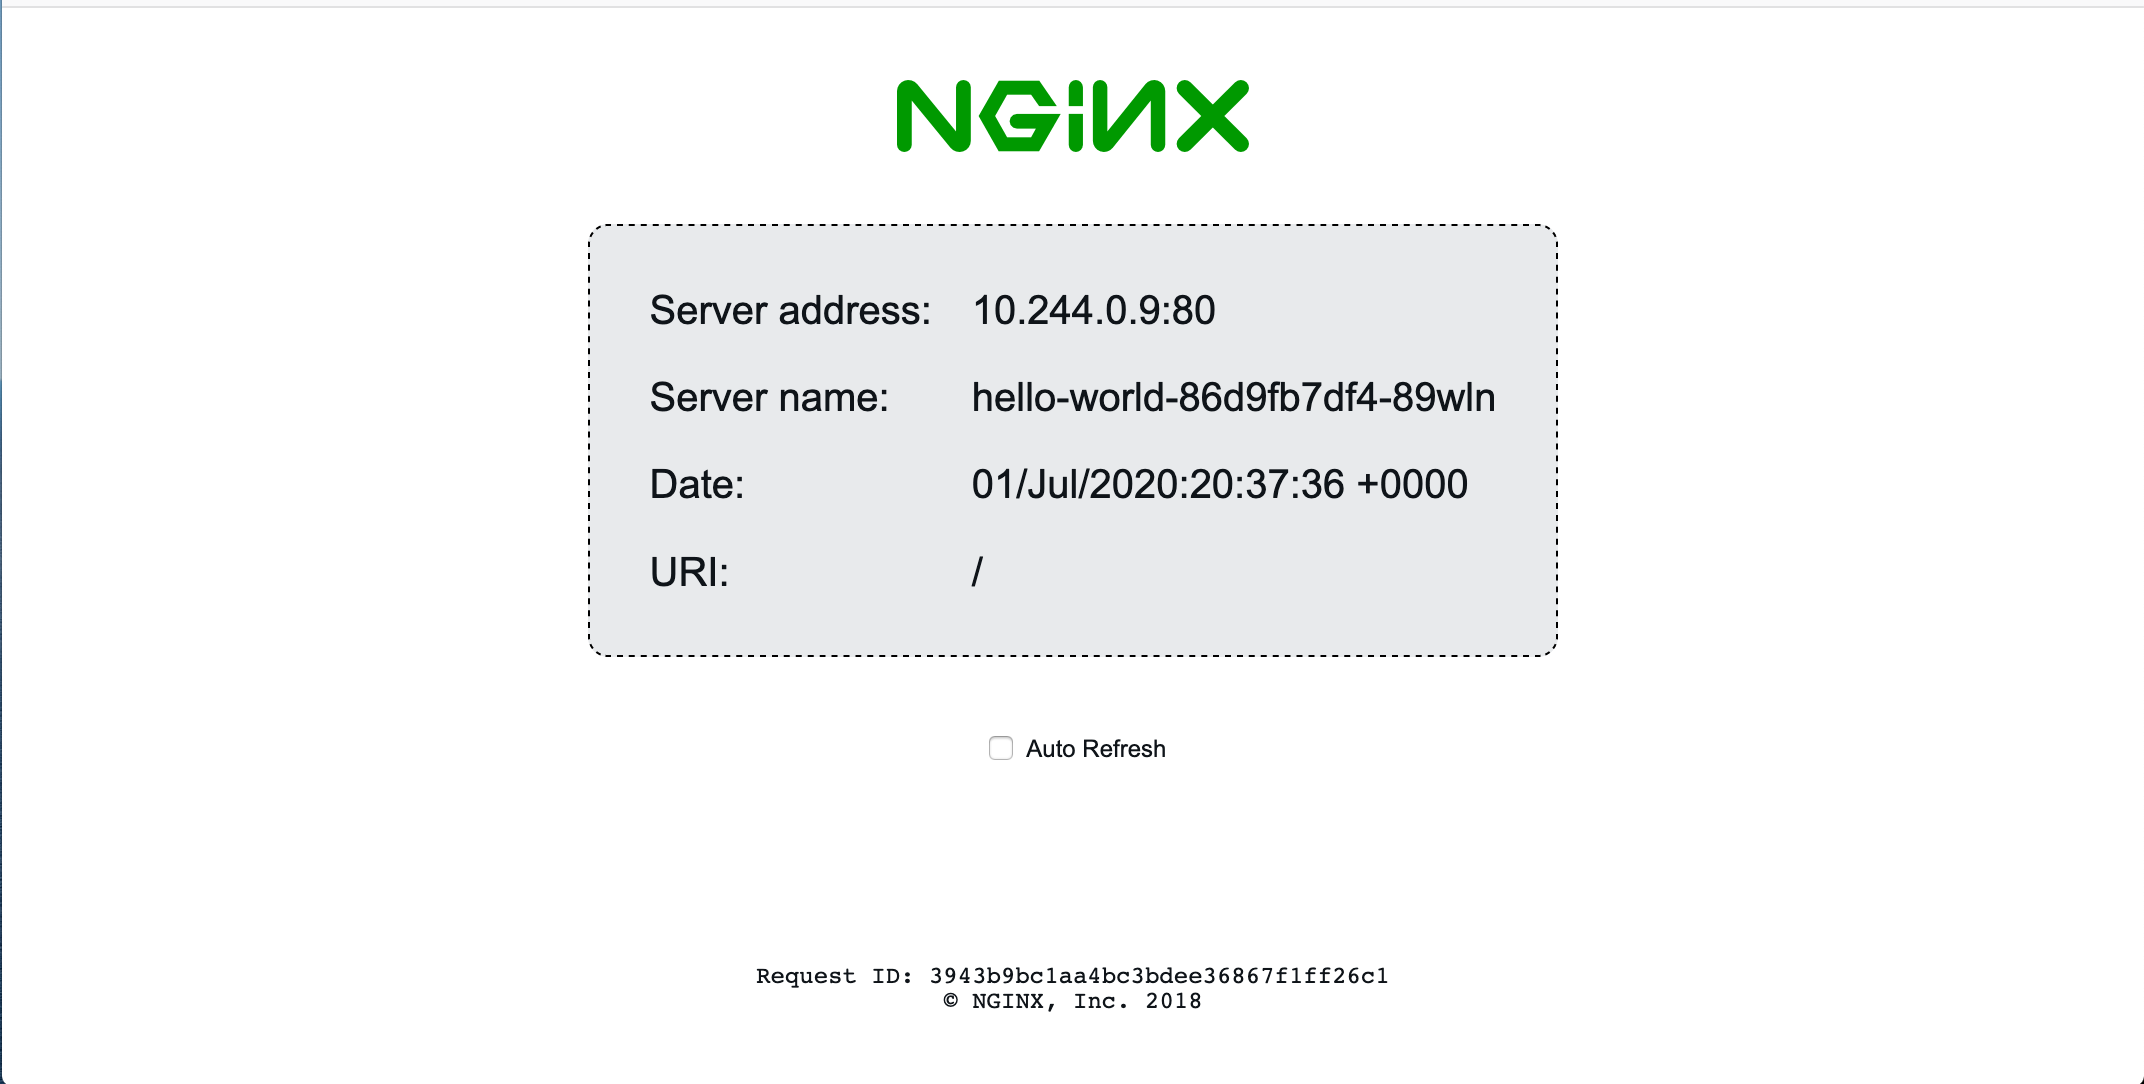 NGINX
Server address: 10.244.0.9:80
Server name: hello-world-86d9fb7df4-89wln
Date: 01/Jul/2020:20:37:36 +0000
URI: /
Auto Refresh
Request ID: 3943b9bc1aa4bc3bdee36867f1ff26c1
© NGINX, Inc. 2018